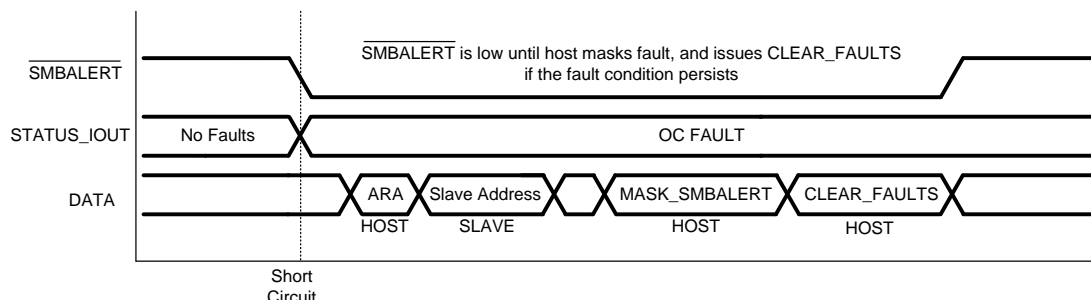 SMBALERT is low until host masks fault, and issues CLEAR_FAULTS
if the fault condition persists
SMBALERT
STATUS_IOUT
No Faults
OC FAULT
DATA
ARA
Slave Address
MASK_SMBALERT
CLEAR_FAULTS
HOST
SLAVE
HOST
HOST
Short
Circuit